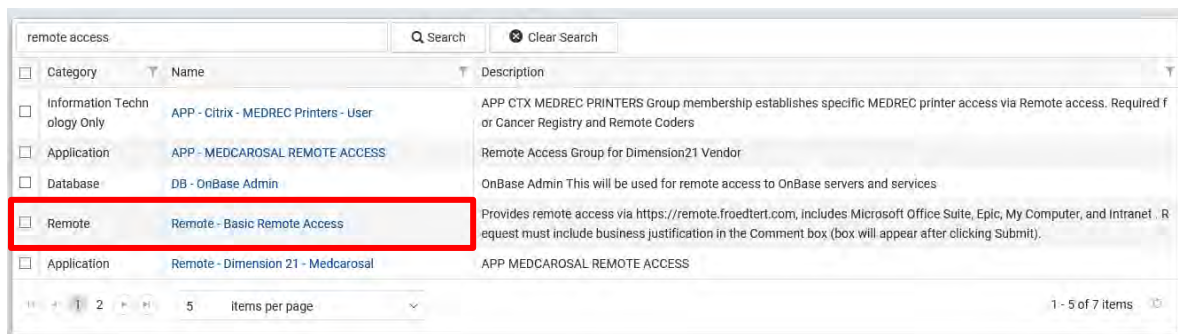 remote access Search Clear Search
Category Name Description
Information Techn
ology Only
APP - Citrix - MEDREC Printers - User
APP CTX MEDREC PRINTERS Group membership establishes specific MEDREC printer access via Remote access. Required f
or Cancer Registry and Remote Coders
Application APP - MEDCAROSAL REMOTE ACCESS Remote Access Group for Dimension21 Vendor
Database DB - OnBase Admin OnBase Admin This will be used for remote access to OnBase servers and services
Remote Remote - Basic Remote Access
Provides remote access via https://remote.froedtert.com, includes Microsoft Office Suite, Epic, My Computer, and Intranet . R
equest must include business justification in the Comment box (box will appear after clicking Submit).
Application Remote - Dimension 21 - Medcarosal APP MEDCAROSAL REMOTE ACCESS
1 2 5 items per page 1 - 5 of 7 items